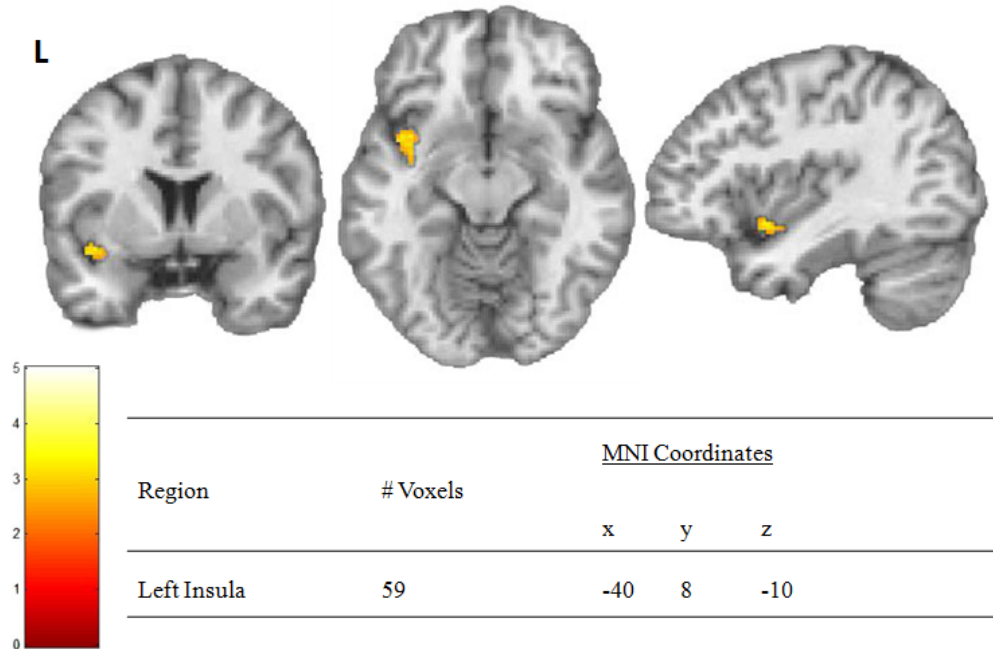 L
5
4
3
2
1
0
MNI Coordinates
Region # Voxels
x y z
Left Insula 59 -40 8 -10